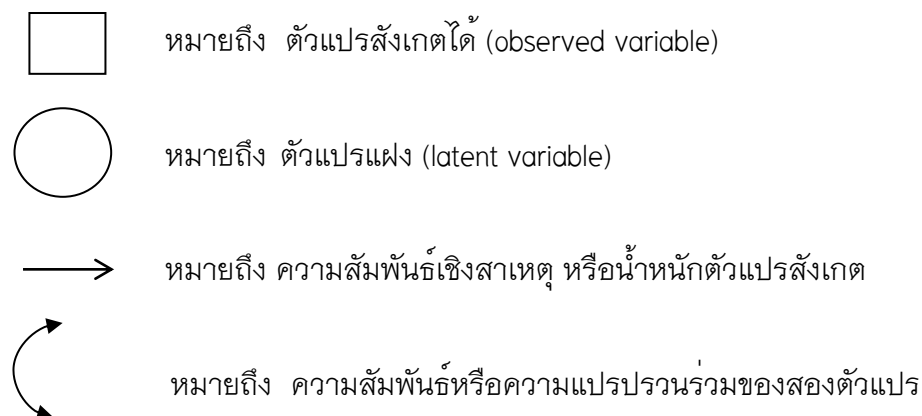 หมายถึง ตัวแปรสังเกตได้ (observed variable)
หมายถึง ตัวแปรแฝง (latent variable)
หมายถึง ความสัมพันธ์เชิงสาเหตุ หรือน้ำหนักตัวแปรสังเกต
หมายถึง ความสัมพันธ์หรือความแปรปรวนร่วมของสองตัวแปร